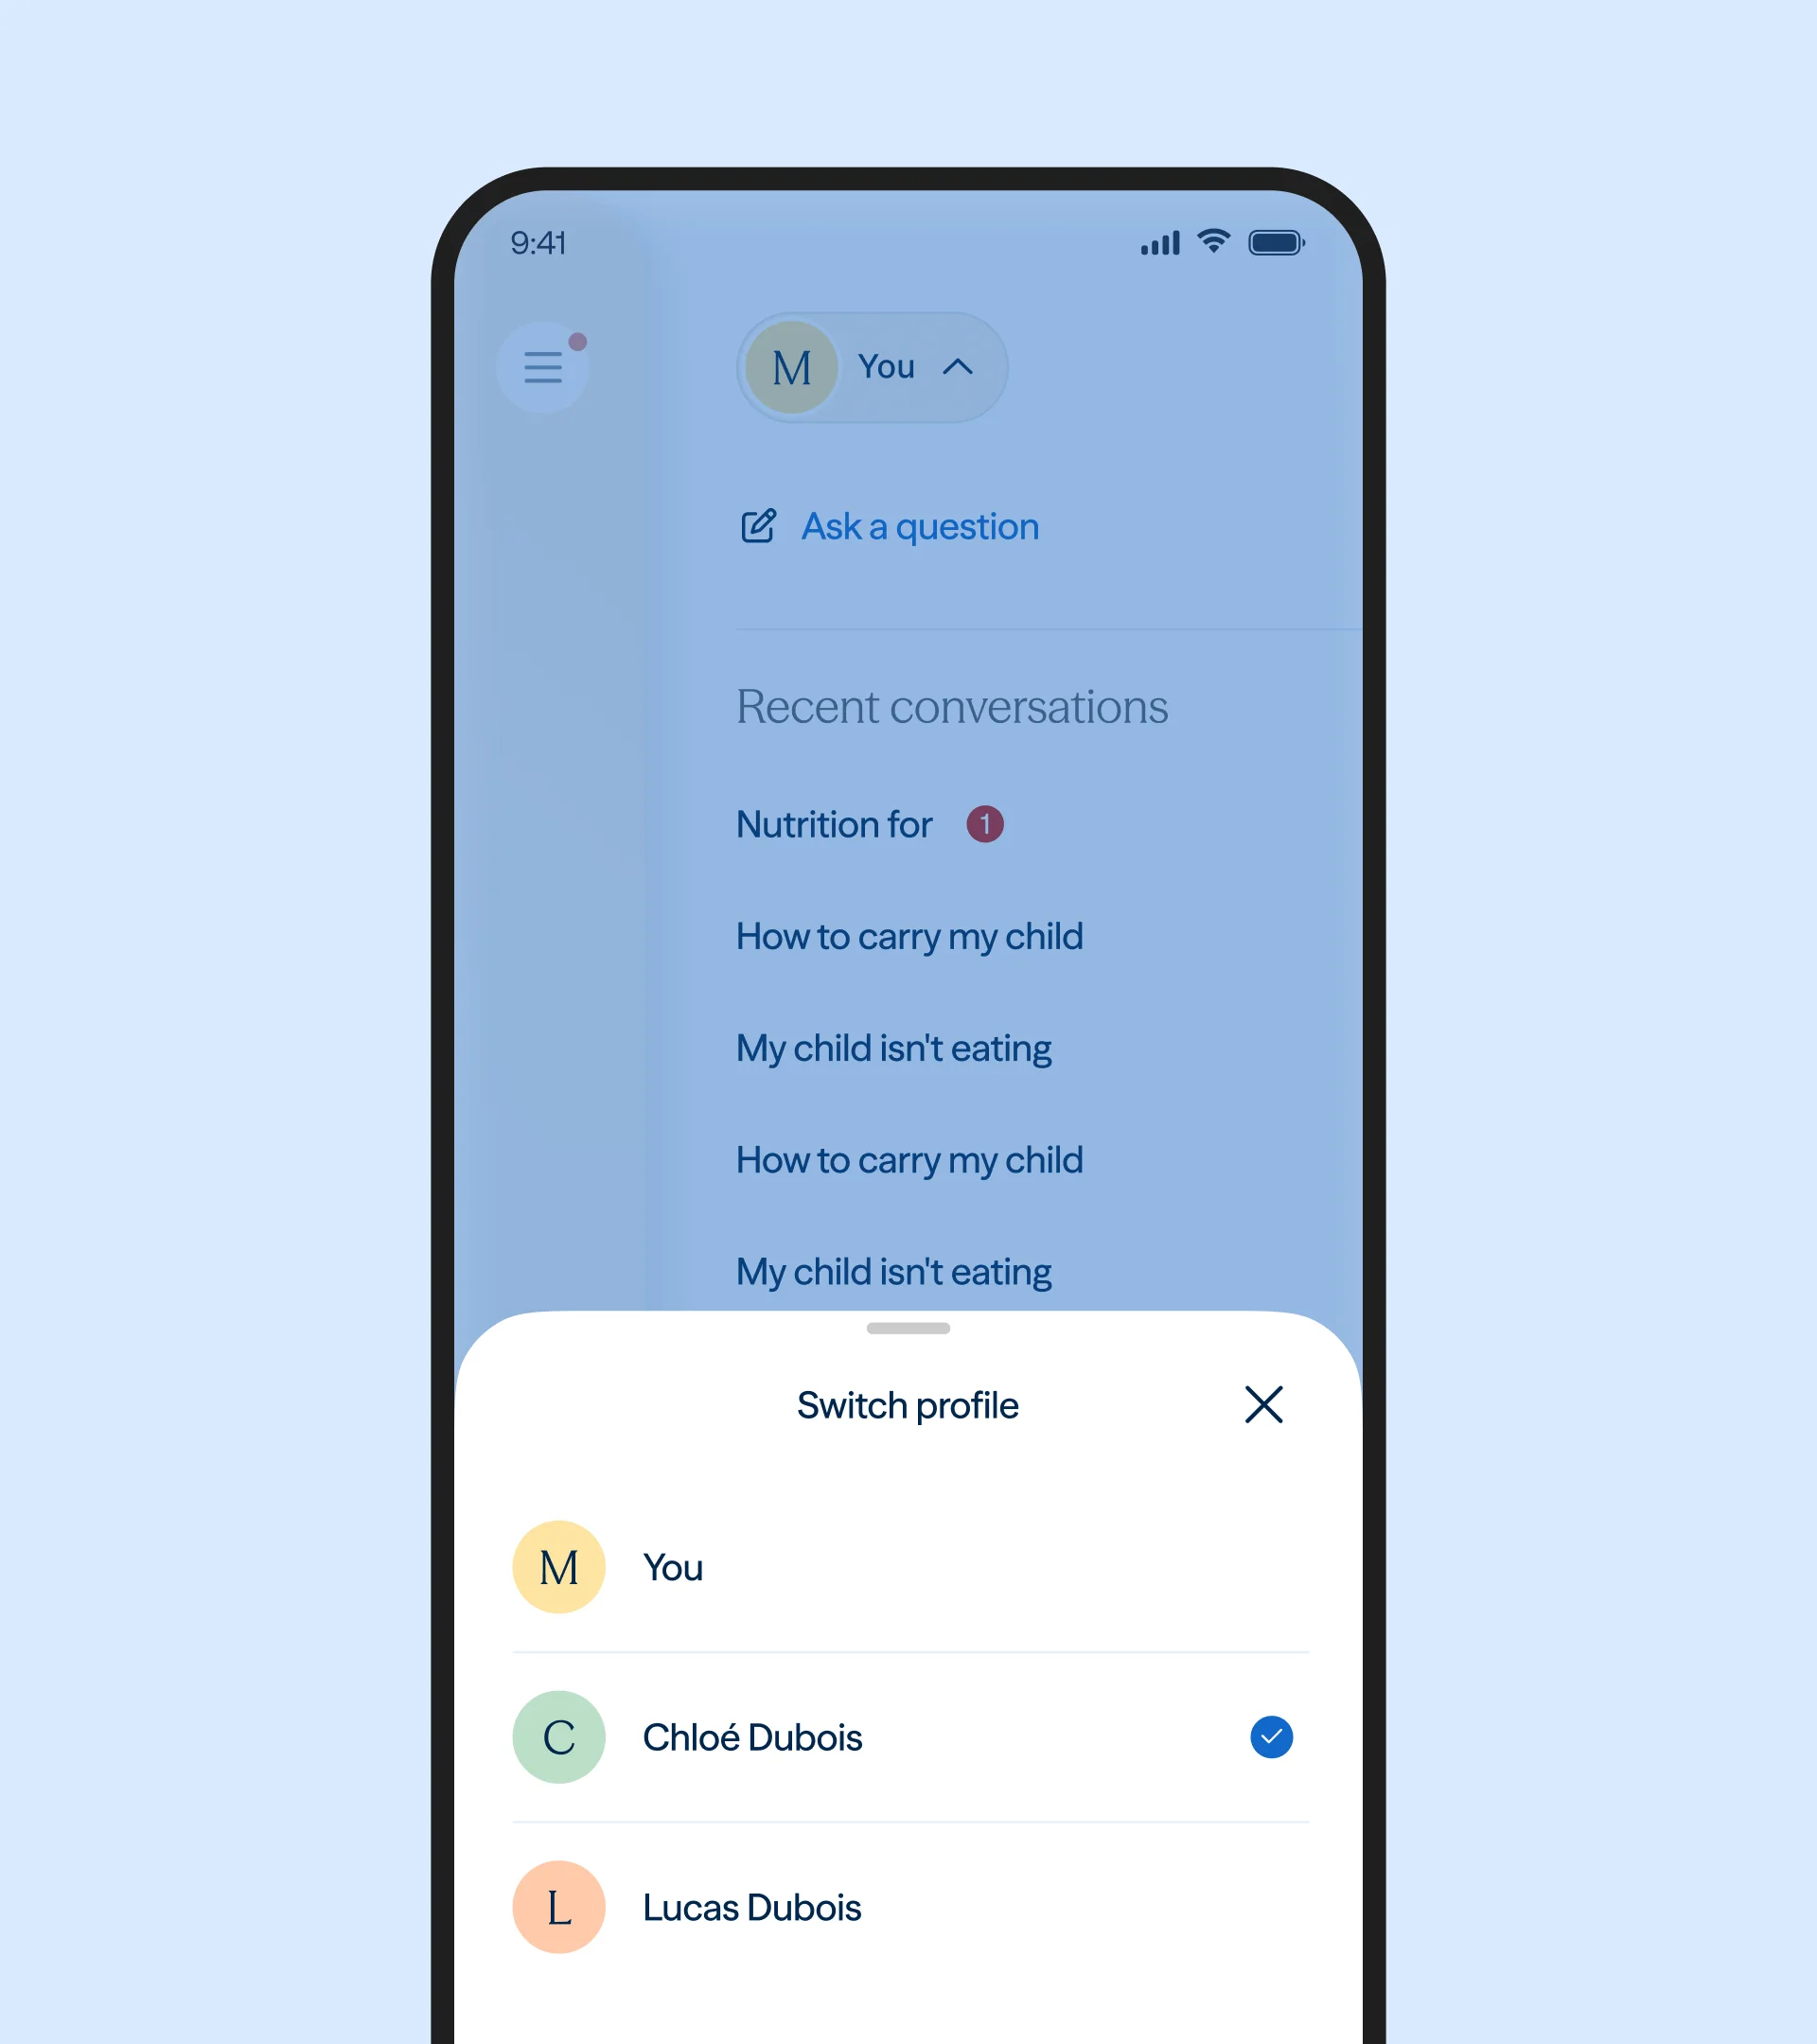 9:41
M You
Ask a question
Recent conversations
Nutrition for 1
How to carry my child
My child isn't eating
How to carry my child
My child isn't eating
Switch profile
M You
C Chloé Dubois
L Lucas Dubois